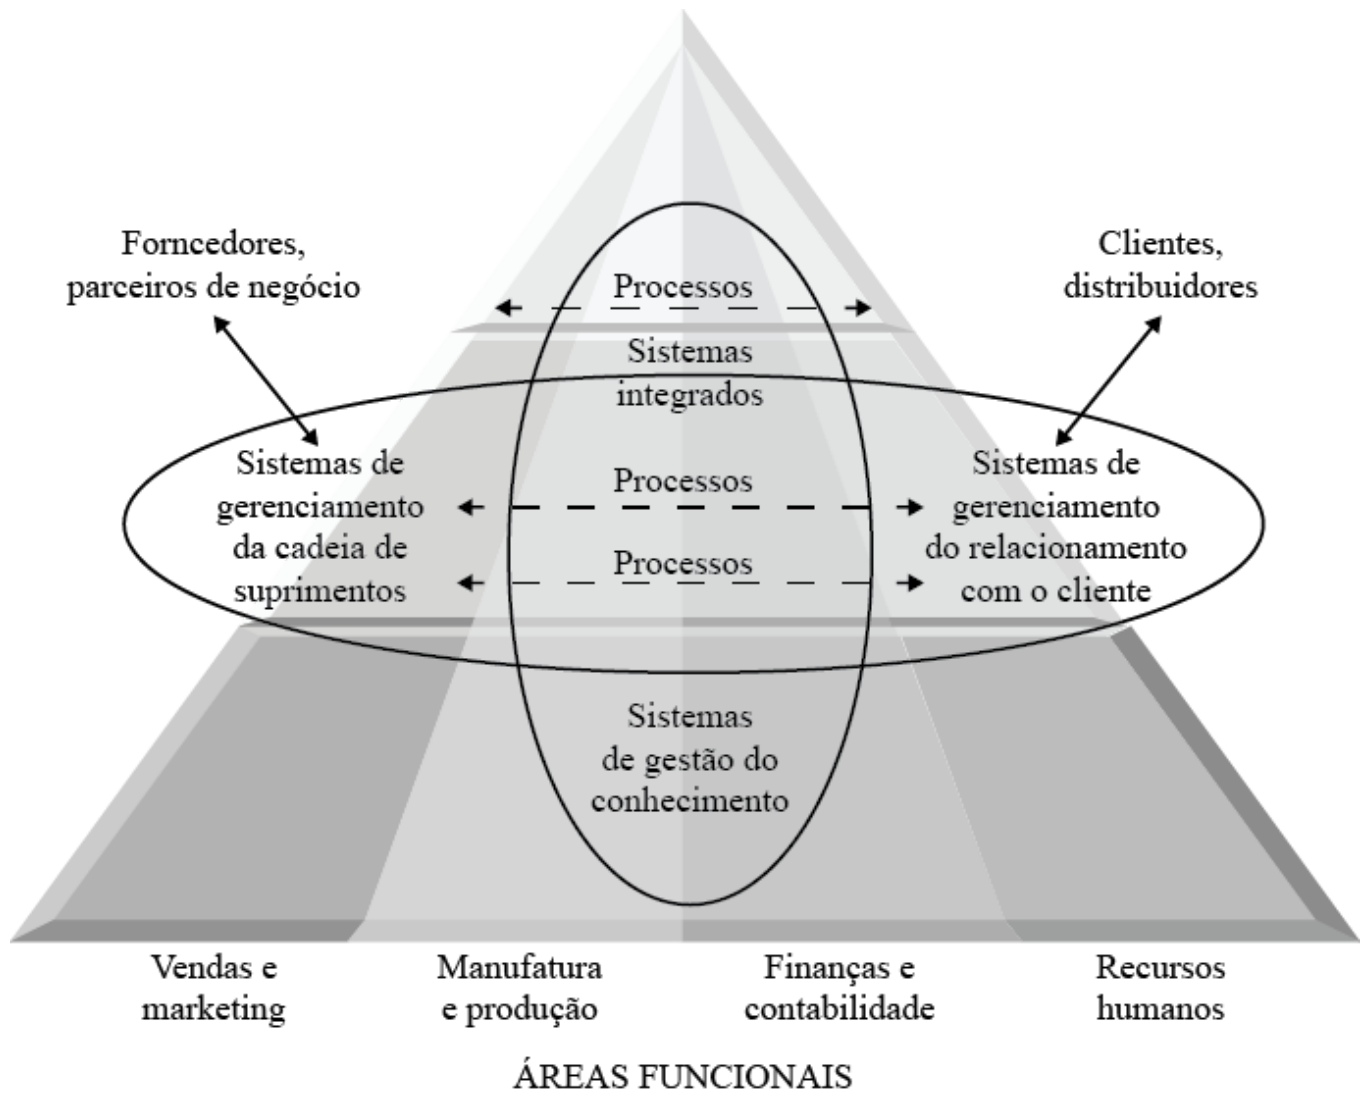 Forncedores,
parceiros de negócio
Clientes,
distribuidores
Processos
Sistemas
integrados
Sistemas de
gerenciamento
da cadeia de
suprimentos
Processos
Processos
Sistemas de
gerenciamento
do relacionamento
com o cliente
Sistemas
de gestão do
conhecimento
Vendas e
marketing
Manufatura
e produção
Finanças e
contabilidade
Recursos
humanos
ÁREAS FUNCIONAIS